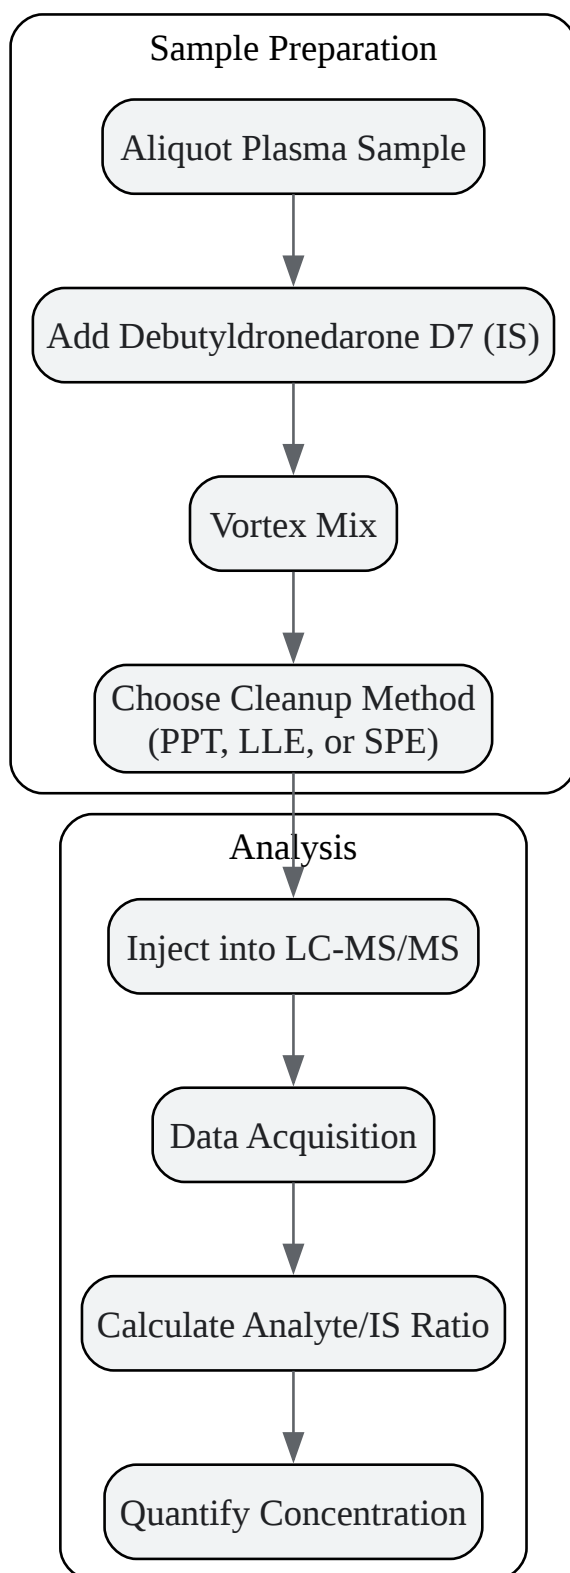 Sample Preparation
Aliquot Plasma Sample
Add Debutyldronedarone D7 (IS)
Vortex Mix
Choose Cleanup Method
(PPT, LLE, or SPE)
Analysis
Inject into LC-MS/MS
Data Acquisition
Calculate Analyte/IS Ratio
Quantify Concentration